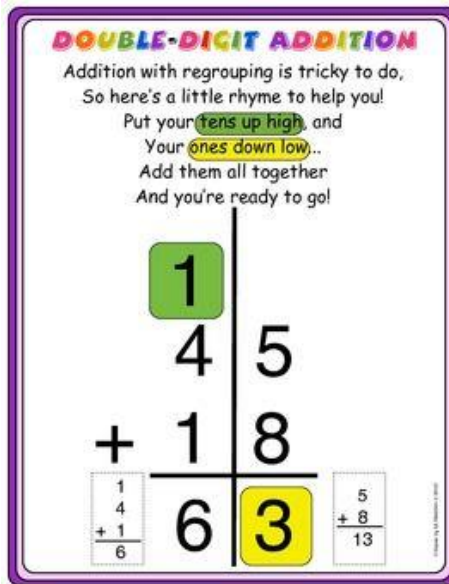 DOUBLE-DIGIT ADDITION
Addition with regrouping is tricky to do,
So here's a little rhyme to help you!
Put your tens up high, and
Your ones down low...
Add them all together
And you're ready to go!
1
4 5
+ 1 8
6 3
1
4
+ 1
6
5
+ 8
13